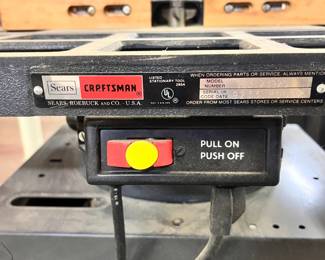 Sears
CRAFTSMAN
SEARS, ROEBUCK AND CO. - U.S.A.
LISTED
STATIONARY TOOL
WHEN ORDERING PARTS OR SERVICE, ALWAYS MENTION
MODEL
NUMBER
SERIAL OR
CODE DATE
ORDER FROM MOST SEARS STORES OR SERVICE CENTERS
PULL ON
PUSH OFF